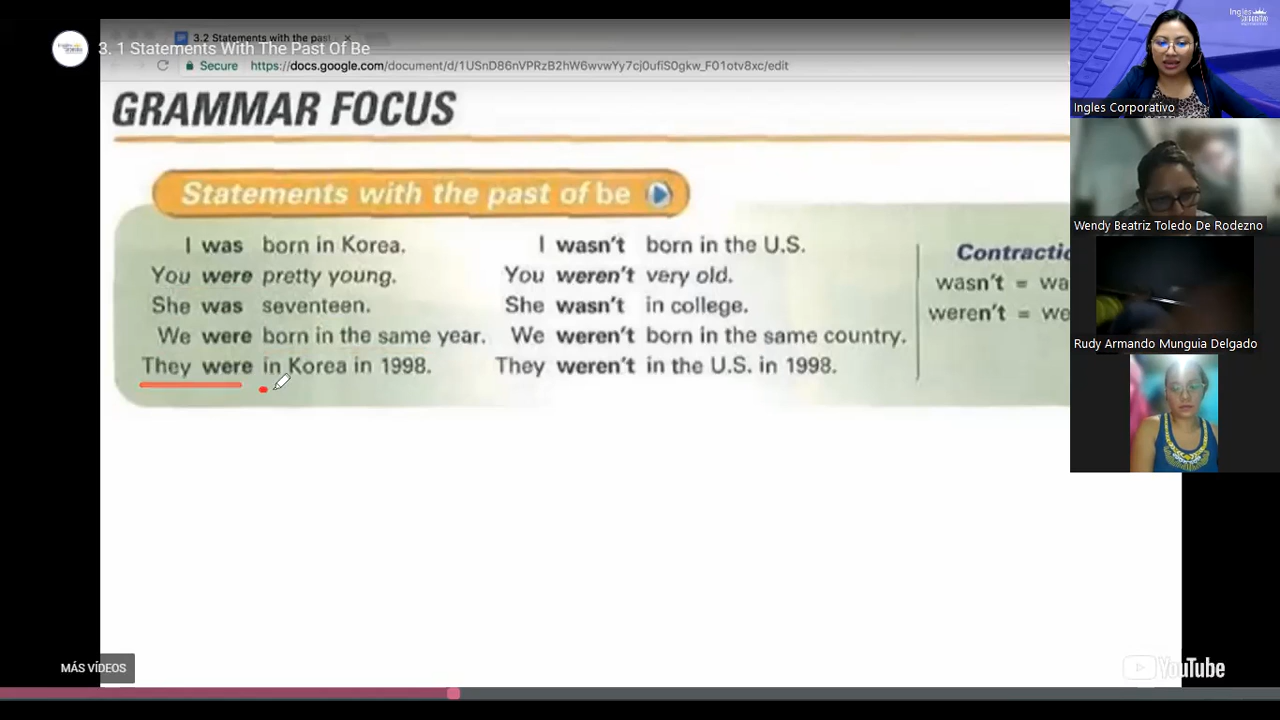 3.2 Statements with the past
3. 1 Statements With The Past Of Be
Secure https://docs.google.com/document/d/1USnD86nVPRzB2hW6wvwYy7cj0ufiS0gkw_F01otv8xc/edit
GRAMMAR FOCUS
Statements with the past of be
I was born in Korea. I wasn't born in the U.S.
You were pretty young. You weren't very old.
She was seventeen. She wasn't in college.
We were born in the same year. We weren't born in the same country.
They were in Korea in 1998. They weren't in the U.S. in 1998.
Contractio
wasn't = wa
weren't = we
Ingles Corporativo
Wendy Beatriz Toledo De Rodezno
Rudy Armando Munguia Delgado
MÁS VÍDEOS
YouTube